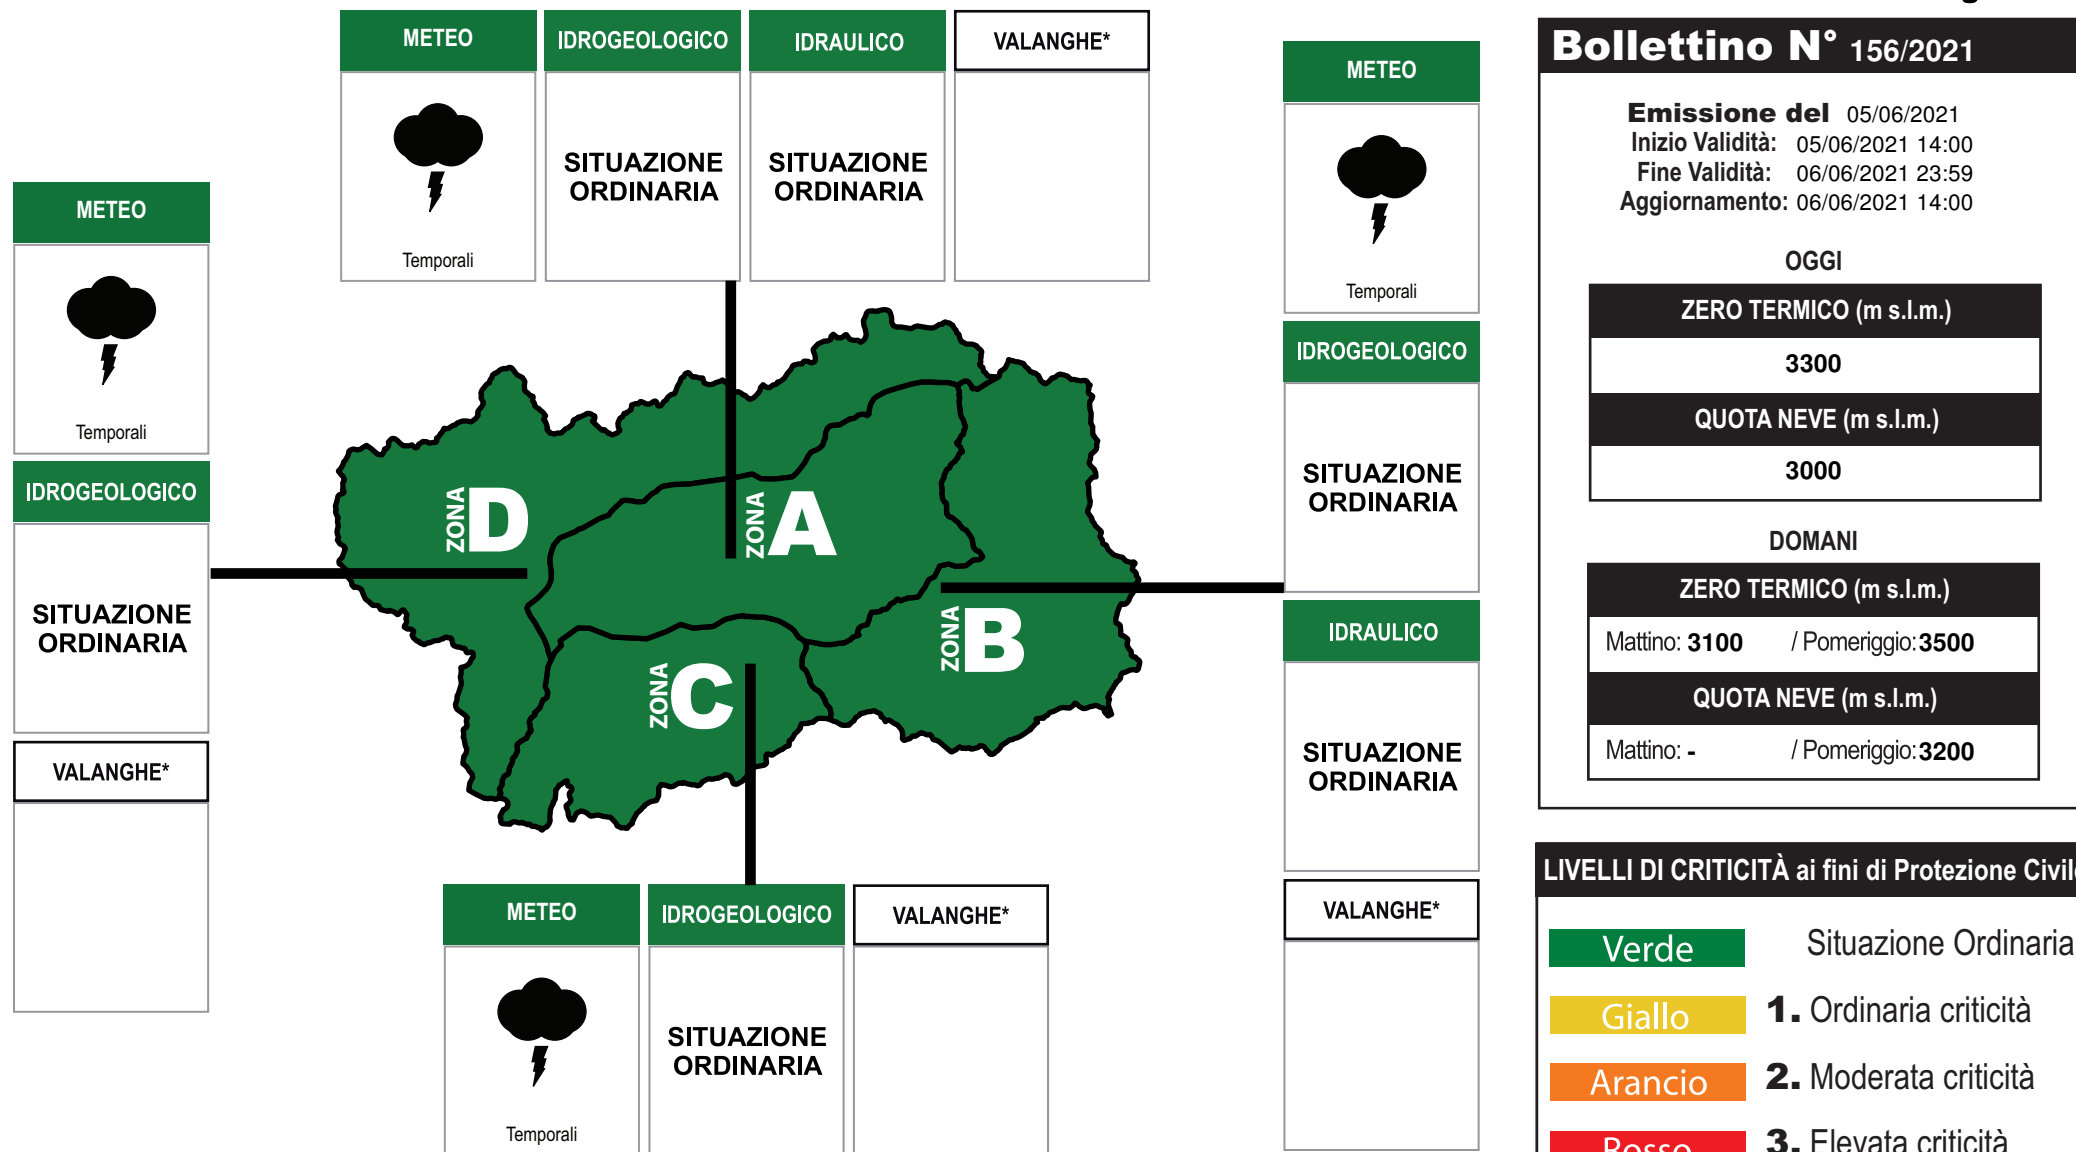 METEO
IDROGEOLOGICO
IDRAULICO
VALANGHE*
Temporali
SITUAZIONE
ORDINARIA
SITUAZIONE
ORDINARIA
METEO
Temporali
IDROGEOLOGICO
SITUAZIONE
ORDINARIA
VALANGHE*
ZONA D
ZONA A
ZONA B
ZONA C
METEO
Temporali
IDROGEOLOGICO
SITUAZIONE
ORDINARIA
IDRAULICO
SITUAZIONE
ORDINARIA
VALANGHE*
METEO
IDROGEOLOGICO
VALANGHE*
Temporali
SITUAZIONE
ORDINARIA
Bollettino N° 156/2021
Emissione del 05/06/2021
Inizio Validità: 05/06/2021 14:00
Fine Validità: 06/06/2021 23:59
Aggiornamento: 06/06/2021 14:00
OGGI
ZERO TERMICO (m s.l.m.)
3300
QUOTA NEVE (m s.l.m.)
3000
DOMANI
ZERO TERMICO (m s.l.m.)
Mattino: 3100 / Pomeriggio: 3500
QUOTA NEVE (m s.l.m.)
Mattino: - / Pomeriggio: 3200
LIVELLI DI CRITICITÀ ai fini di Protezione Civile
Verde Situazione Ordinaria
Giallo 1. Ordinaria criticità
Arancio 2. Moderata criticità
Rosso 3. Elevata criticità